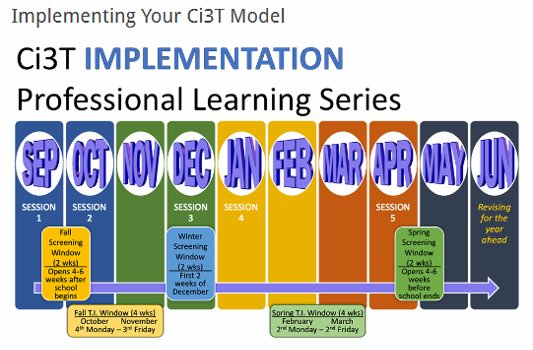 Implementing Your Ci3T Model
Ci3T IMPLEMENTATION
Professional Learning Series
SEP OCT NOV DEC JAN FEB MAR APR MAY JUN
SESSION
1
SESSION
2
SESSION
3
SESSION
4
SESSION
5
Revising
for the
year
ahead
Fall
Screening
Window
(2 wks)
Opens 4-6
weeks after
school
begins
Winter
Screening
Window
(2 wks)
First 2
weeks of
December
Spring
Screening
Window
(2 wks)
Opens 4-6
weeks
before
school ends
Fall T.I. Window (4 wks)
October November
4th Monday – 3rd Friday
Spring T.I. Window (4 wks)
February March
2nd Monday – 2nd Friday